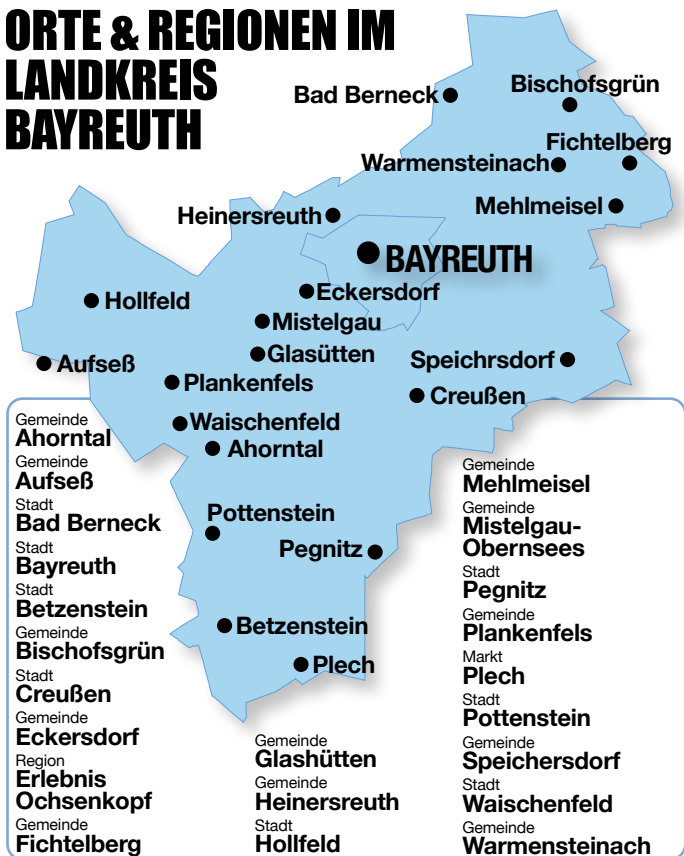 ORTE & REGIONEN IM
LANDKREIS
BAYREUTH
Bad Berneck
Bischofsgrün
Fichtelberg
Warmensteinach
Mehlmeisel
Heinersreuth
BAYREUTH
Eckersdorf
Hollfeld
Mistelgau
Glasütten
Speichrsdorf
Aufseß
Plankenfels
Creußen
Waischenfeld
Ahorntal
Pottenstein
Pegnitz
Betzenstein
Plech
Gemeinde
Ahorntal
Gemeinde
Aufseß
Stadt
Bad Berneck
Stadt
Bayreuth
Stadt
Betzenstein
Gemeinde
Bischofsgrün
Stadt
Creußen
Gemeinde
Eckersdorf
Region
Erlebnis
Ochsenkopf
Gemeinde
Fichtelberg
Gemeinde
Glashütten
Gemeinde
Heinersreuth
Stadt
Hollfeld
Gemeinde
Mehlmeisel
Gemeinde
Mistelgau-
Obernsees
Stadt
Pegnitz
Gemeinde
Plankenfels
Markt
Plech
Stadt
Pottenstein
Gemeinde
Speichersdorf
Stadt
Waischenfeld
Gemeinde
Warmensteinach